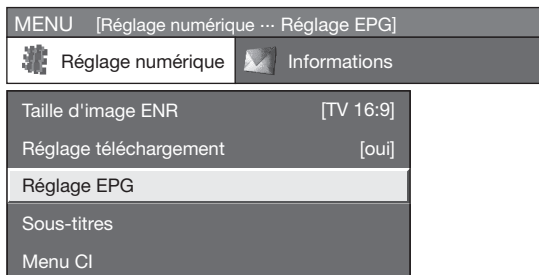 MENU [Réglage numérique ··· Réglage EPG]
Réglage numérique Informations
Taille d'image ENR [TV 16:9]
Réglage téléchargement [oui]
Réglage EPG
Sous-titres
Menu CI